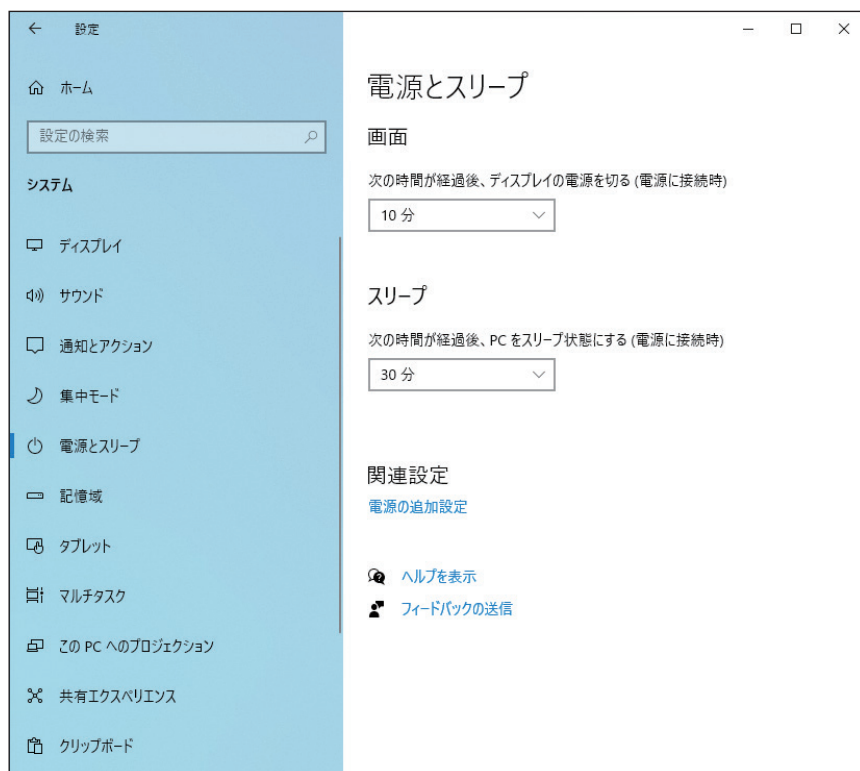 設定
ホーム
設定の検索
システム
ディスプレイ
サウンド
通知とアクション
集中モード
電源とスリープ
記憶域
タブレット
マルチタスク
この PC へのプロジェクション
共有エクスペリエンス
クリップボード
電源とスリープ
画面
次の時間が経過後、ディスプレイの電源を切る (電源に接続時)
10 分
スリープ
次の時間が経過後、PC をスリープ状態にする (電源に接続時)
30 分
関連設定
電源の追加設定
ヘルプを表示
フィードバックの送信